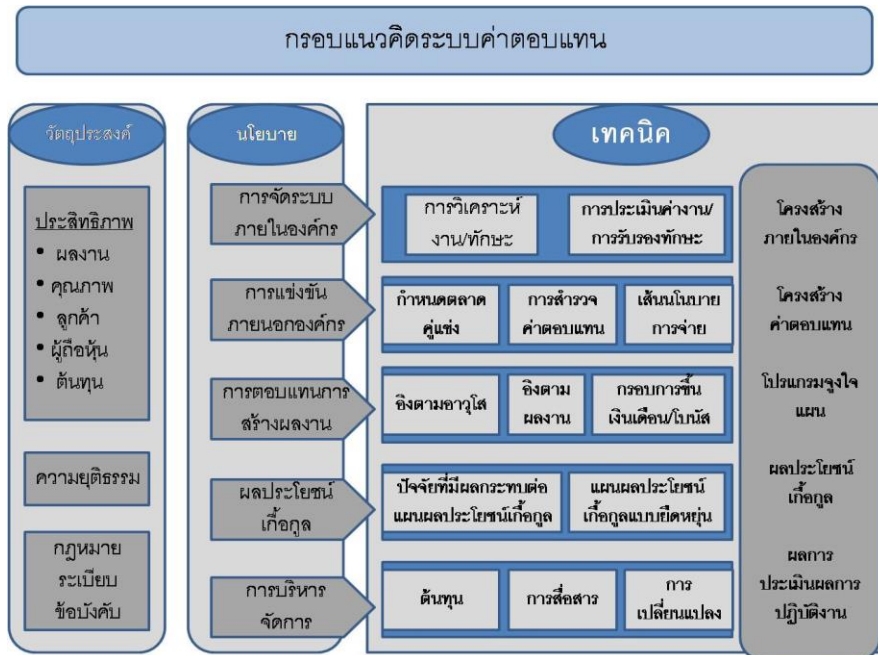 กรอบแนวคิดระบบค่าตอบแทน
วัตถุประสงค์
ประสิทธิภาพ
• ผลงาน
• คุณภาพ
• ลูกค้า
• ผู้ถือหุ้น
• ต้นทุน
ความยุติธรรม
กฎหมาย
ระเบียบ
ข้อบังคับ
นโยบาย
การจัดระบบ
ภายในองค์กร
การแข่งขัน
ภายนอกองค์กร
การตอบแทนการ
สร้างผลงาน
ผลประโยชน์
เกื้อกูล
การบริหาร
จัดการ
เทคนิค
การวิเคราะห์
งาน/ทักษะ
การประเมินค่างาน/
การรับรองทักษะ
กำหนดตลาด
คู่แข่ง
การสำรวจ
ค่าตอบแทน
เส้นนโนบาย
การจ่าย
อิงตามอาวุโส
อิงตาม
ผลงาน
กรอบการขึ้น
เงินเดือน/โบนัส
ปัจจัยที่มีผลกระทบต่อ
แผนผลประโยชน์เกื้อกูล
แผนผลประโยชน์
เกื้อกูลแบบยืดหยุ่น
ต้นทุน
การสื่อสาร
การ
เปลี่ยนแปลง
โครงสร้าง
ภายในองค์กร
โครงสร้าง
ค่าตอบแทน
โปรแกรมจูงใจ
แผน
ผลประโยชน์
เกื้อกูล
ผลการ
ประเมินผลการ
ปฏิบัติงาน